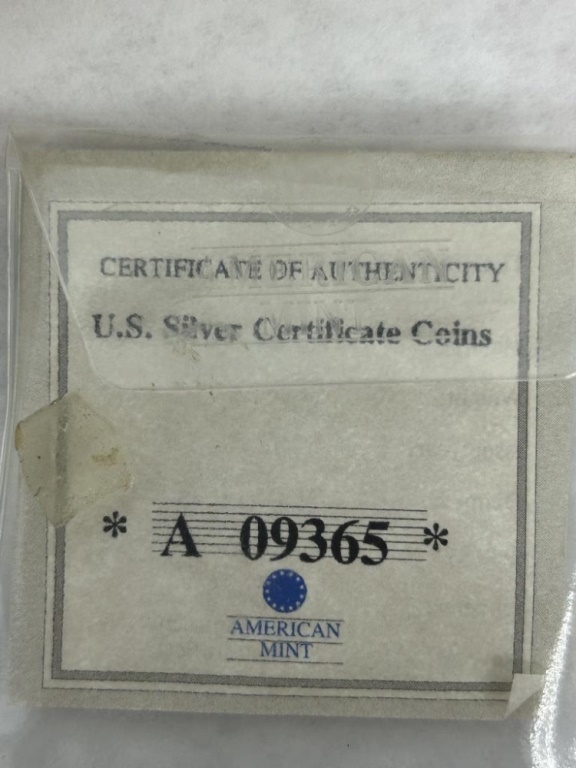 CERTIFICATE OF AUTHENTICITY
U.S. Silver Certificate Coins
* A 09365 *
AMERICAN
MINT